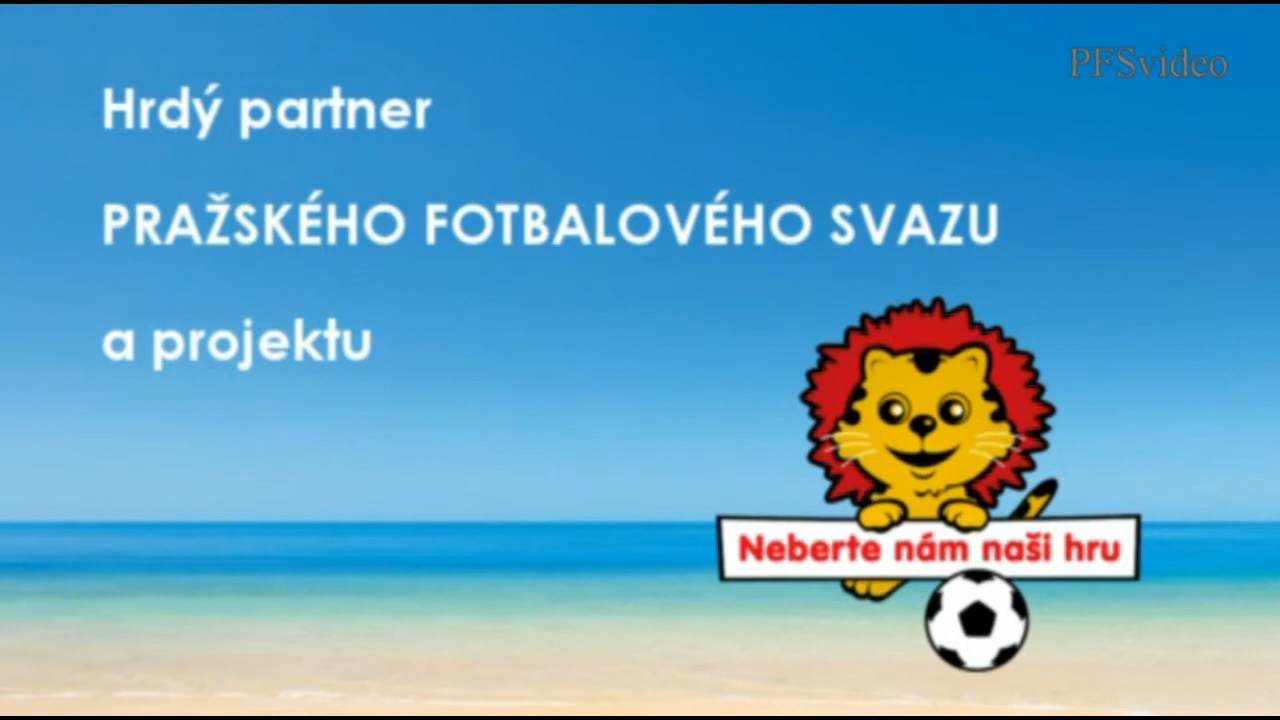 PFSvideo
Hrdý partner
PRAŽSKÉHO FOTBALOVÉHO SVAZU
a projektu
Neberte nám naši hru